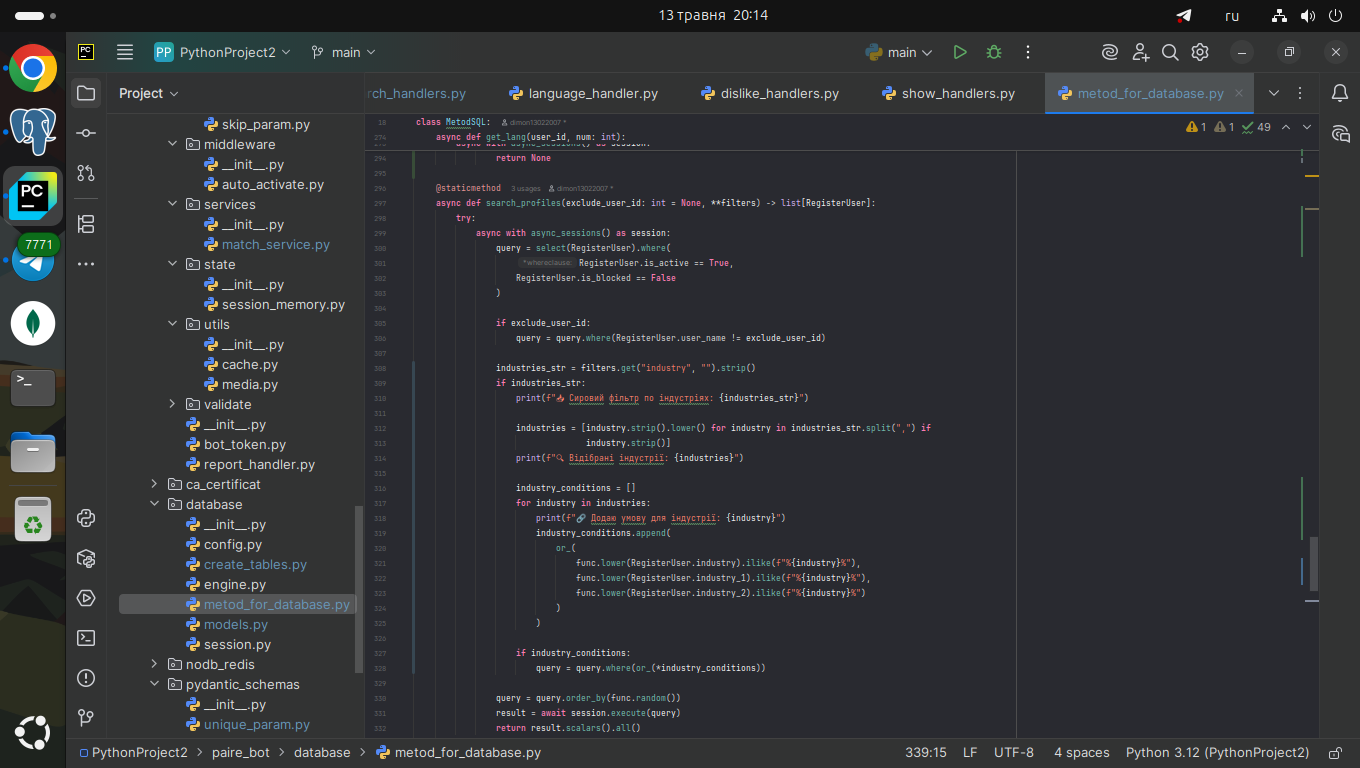 13 травня 20:14
ru
PP PythonProject2
main
main
Project
rch_handlers.py
language_handler.py
dislike_handlers.py
show_handlers.py
metod_for_database.py
skip_param.py
middleware
__init__.py
auto_activate.py
services
__init__.py
match_service.py
state
__init__.py
session_memory.py
utils
__init__.py
cache.py
media.py
validate
__init__.py
bot_token.py
report_handler.py
ca_certificat
database
__init__.py
config.py
create_tables.py
engine.py
metod_for_database.py
models.py
session.py
nodb_redis
pydantic_schemas
__init__.py
unique_param.py
PC
7771
1 1 49
18 class MetodSQL: dimon13022007 *
274 async def get_lang(user_id, num: int):
294 return None
295
296 @staticmethod 3 usages dimon13022007 *
297 async def search_profiles(exclude_user_id: int = None, **filters) -> list[RegisterUser]:
298 try:
299 async with async_sessions() as session:
300 query = select(RegisterUser).where(
301 *whereclause: RegisterUser.is_active == True,
302 RegisterUser.is_blocked == False
303 )
304
305 if exclude_user_id:
306 query = query.where(RegisterUser.user_name != exclude_user_id)
307
308 industries_str = filters.get("industry", "").strip()
309 if industries_str:
310 print(f"📥 Сировий фільтр по індустріях: {industries_str}")
311
312 industries = [industry.strip().lower() for industry in industries_str.split(",") if
313 industry.strip()]
314 print(f"🔍 Відібрані індустрії: {industries}")
315
316 industry_conditions = []
317 for industry in industries:
318 print(f"🔗 Додаю умову для індустрії: {industry}")
319 industry_conditions.append(
320 or_(
321 func.lower(RegisterUser.industry).ilike(f"%{industry}%"),
322 func.lower(RegisterUser.industry_1).ilike(f"%{industry}%"),
323 func.lower(RegisterUser.industry_2).ilike(f"%{industry}%")
324 )
325 )
326
327 if industry_conditions:
328 query = query.where(or_(*industry_conditions))
329
330 query = query.order_by(func.random())
331 result = await session.execute(query)
332 return result.scalars().all()
PythonProject2 > paire_bot > database > metod_for_database.py
339:15 LF UTF-8 4 spaces Python 3.12 (PythonProject2)